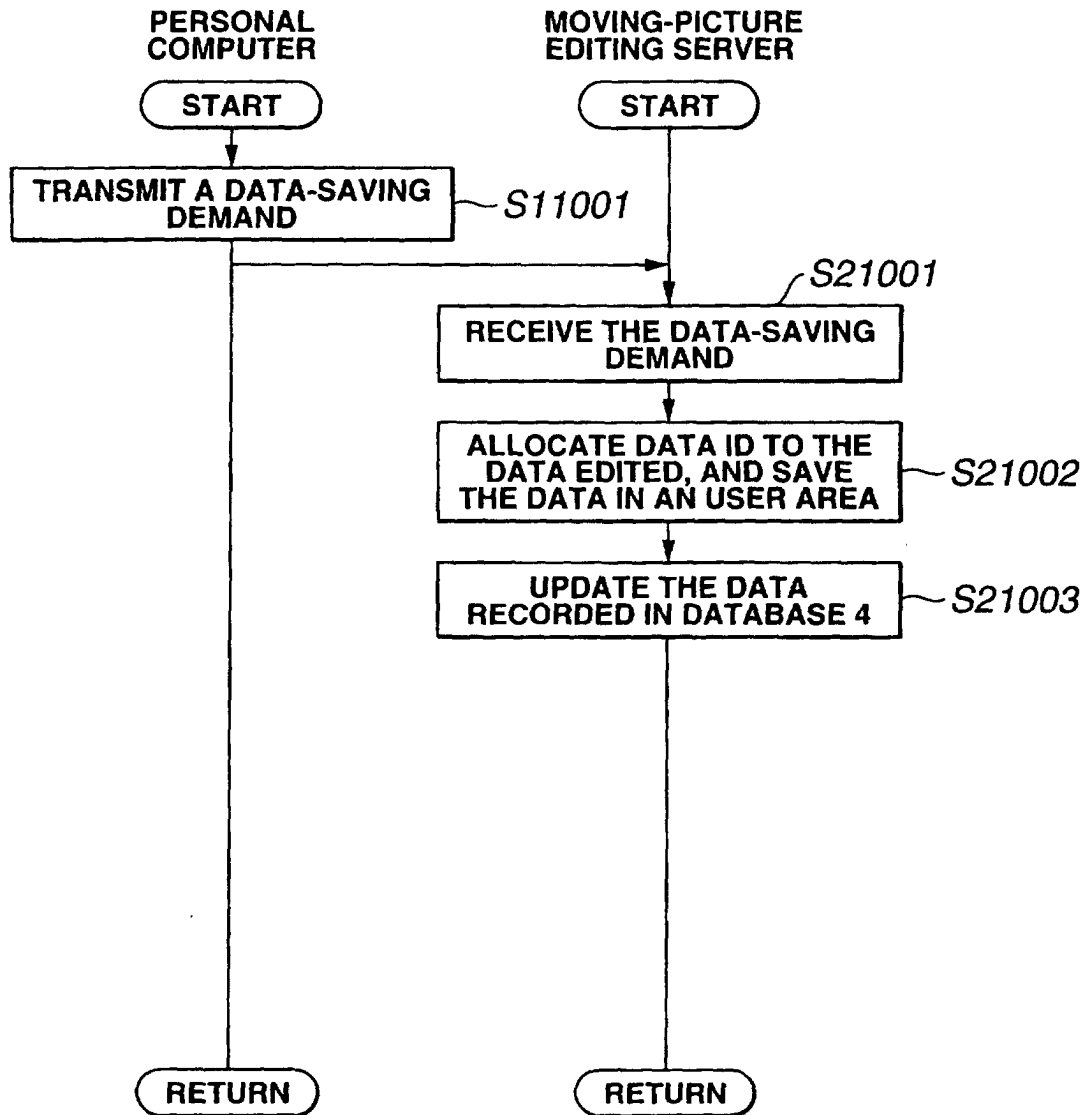 PERSONAL
COMPUTER
MOVING-PICTURE
EDITING SERVER
START
START
TRANSMIT A DATA-SAVING
DEMAND
S11001
S21001
RECEIVE THE DATA-SAVING
DEMAND
ALLOCATE DATA ID TO THE
DATA EDITED, AND SAVE
THE DATA IN AN USER AREA
S21002
UPDATE THE DATA
RECORDED IN DATABASE 4
S21003
RETURN
RETURN